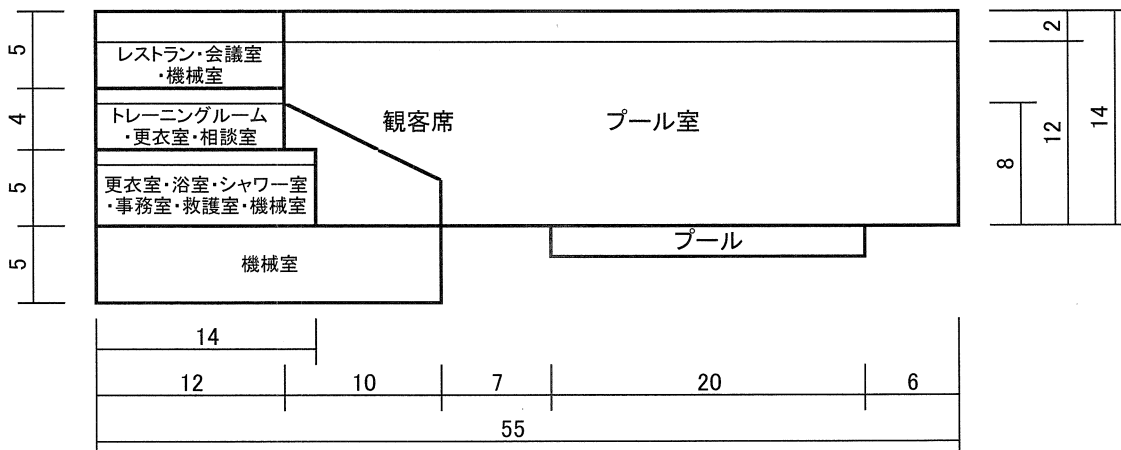 レストラン・会議室
・機械室
トレーニングルーム
・更衣室・相談室
更衣室・浴室・シャワー室
・事務室・救護室・機械室
機械室
観客席
プール室
プール
5
4
5
5
2
14
12
8
14
12
10
7
20
6
55